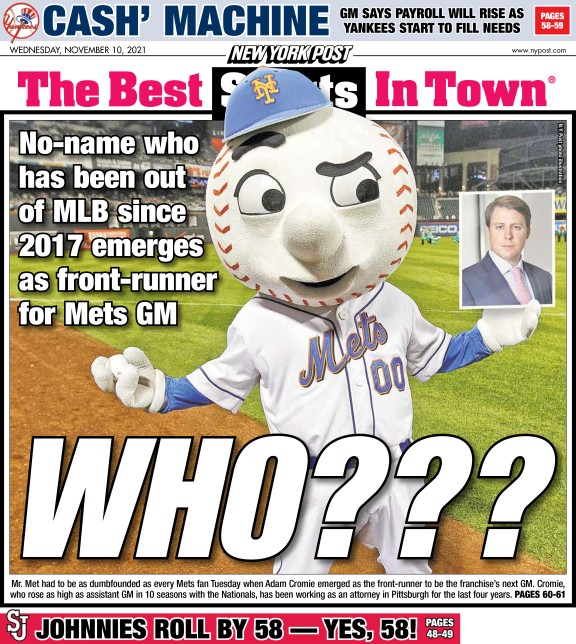 CASH' MACHINE
GM SAYS PAYROLL WILL RISE AS
YANKEES START TO FILL NEEDS
PAGES
58-59
WEDNESDAY, NOVEMBER 10, 2021
NEW YORK POST
www.nypost.com
The Best Sports In Town®
No-name who
has been out
of MLB since
2017 emerges
as front-runner
for Mets GM
NY
GEICO
Mets
00
WHO???
Mr. Met had to be as dumbfounded as every Mets fan Tuesday when Adam Cromie emerged as the front-runner to be the franchise's next GM. Cromie,
who rose as high as assistant GM in 10 seasons with the Nationals, has been working as an attorney in Pittsburgh for the last four years. PAGES 60-61
SJ
JOHNNIES ROLL BY 58 — YES, 58!
PAGES
48-49